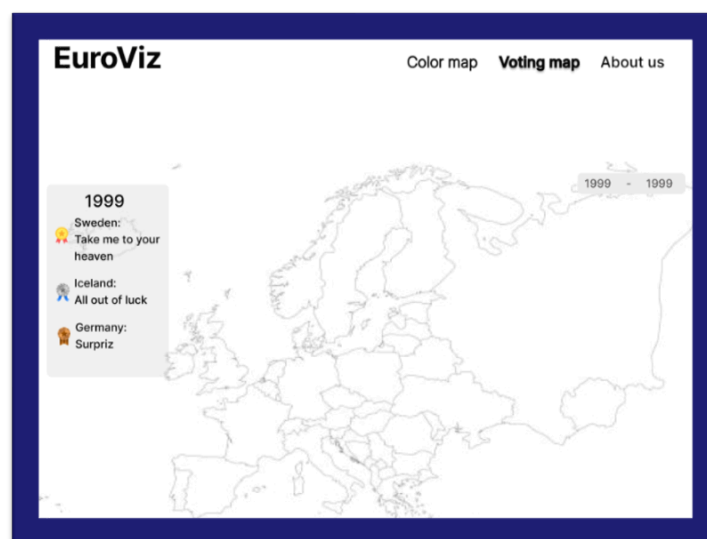 EuroViz
Color map Voting map About us
1999 - 1999
1999
Sweden:
Take me to your
heaven
Iceland:
All out of luck
Germany:
Surpriz